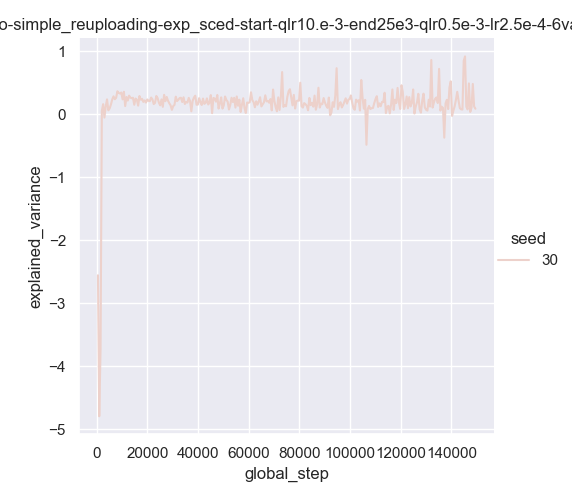 o-simple_reuploading-exp_sced-start-qlr10.e-3-end25e3-qlr0.5e-3-lr2.5e-4-6va
1
0
−1
−2
−3
−4
−5
explained_variance
0 20000 40000 60000 80000 100000 120000 140000
global_step
seed
30